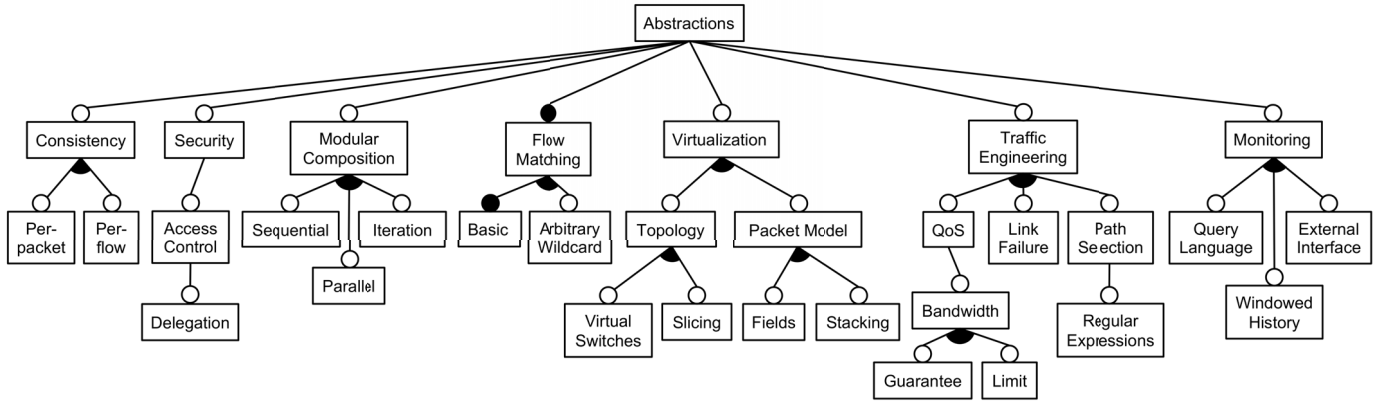 Abstractions
Consistency
Security
Modular
Composition
Flow
Matching
Virtualization
Traffic
Engineering
Monitoring
Per-
packet
Per-
flow
Access
Control
Sequential
Iteration
Basic
Arbitrary
Wildcard
Topology
Packet Model
QoS
Link
Failure
Path
Selection
Query
Language
External
Interface
Parallel
Delegation
Virtual
Switches
Slicing
Fields
Stacking
Bandwidth
Regular
Expressions
Windowed
History
Guarantee
Limit